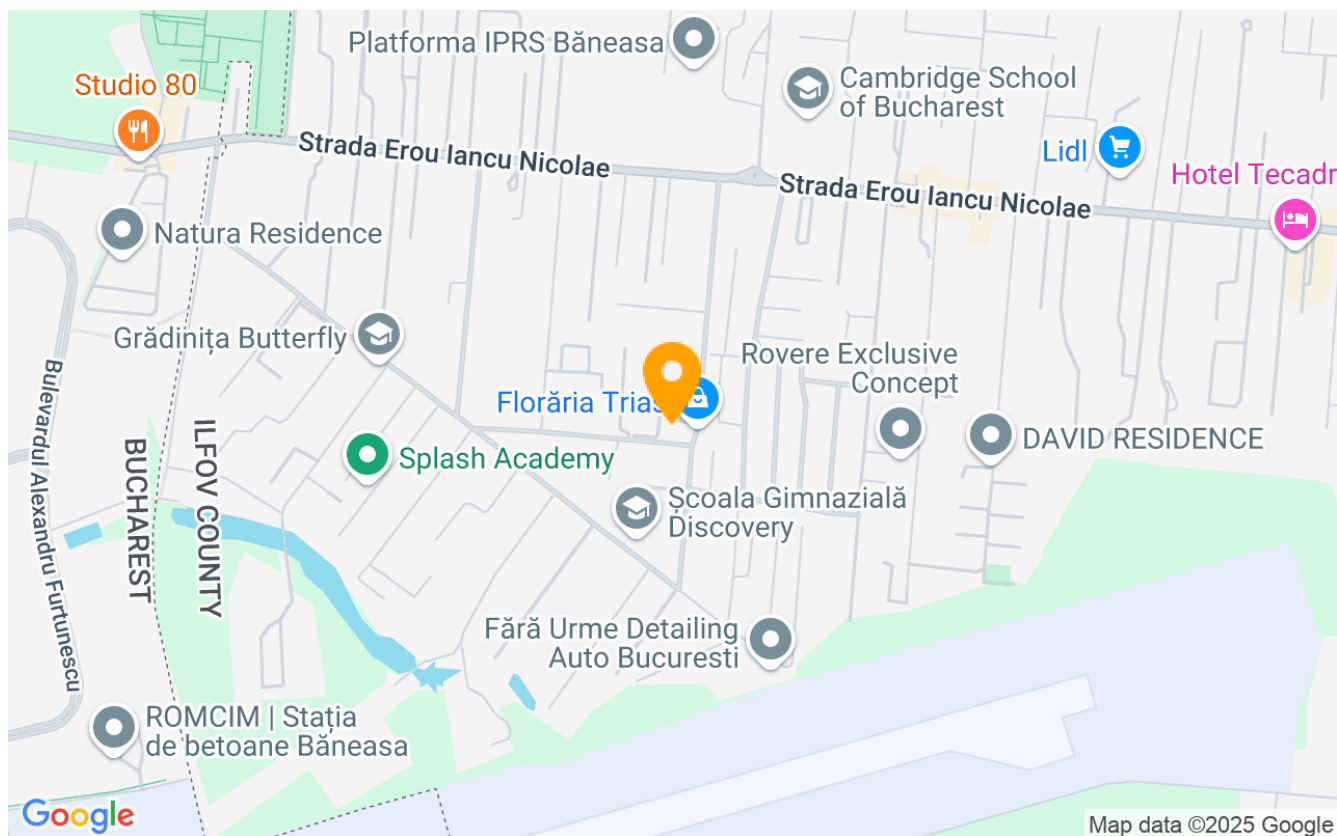 Platforma IPRS Băneasa
Studio 80
Cambridge School
of Bucharest
Strada Erou Iancu Nicolae
Lidl
Hotel Tecadr
Strada Erou Iancu Nicolae
Natura Residence
Grădinița Butterfly
Rovere Exclusive
Concept
Florăria Trias
Bulevardul Alexandru Furtunescu
BUCHAREST
ILFOV COUNTY
Splash Academy
DAVID RESIDENCE
Școala Gimnazială
Discovery
Fără Urme Detailing
Auto Bucuresti
ROMCIM | Stația
de betoane Băneasa
Google
Map data ©2025 Google